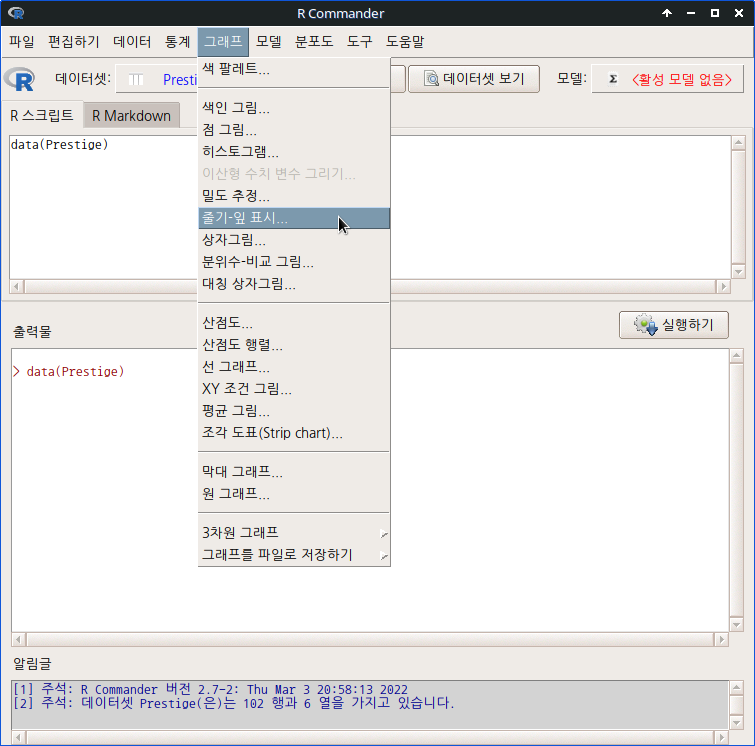 R Commander
파일 편집하기 데이터 통계 그래프 모델 분포도 도구 도움말
데이터셋: Presti 데이터셋 보기 모델: Σ <활성 모델 없음>
R 스크립트 R Markdown
data(Prestige)
색 팔레트...
색인 그림...
점 그림...
히스토그램...
이산형 수치 변수 그리기...
밀도 추정...
줄기-잎 표시...
상자그림...
분위수-비교 그림...
대칭 상자그림...
산점도...
산점도 행렬...
선 그래프...
XY 조건 그림...
평균 그림...
조각 도표(Strip chart)...
막대 그래프...
원 그래프...
3차원 그래프
그래프를 파일로 저장하기
출력물 실행하기
> data(Prestige)
알림글
[1] 주석: R Commander 버전 2.7-2: Thu Mar 3 20:58:13 2022
[2] 주석: 데이터셋 Prestige(은)는 102 행과 6 열을 가지고 있습니다.